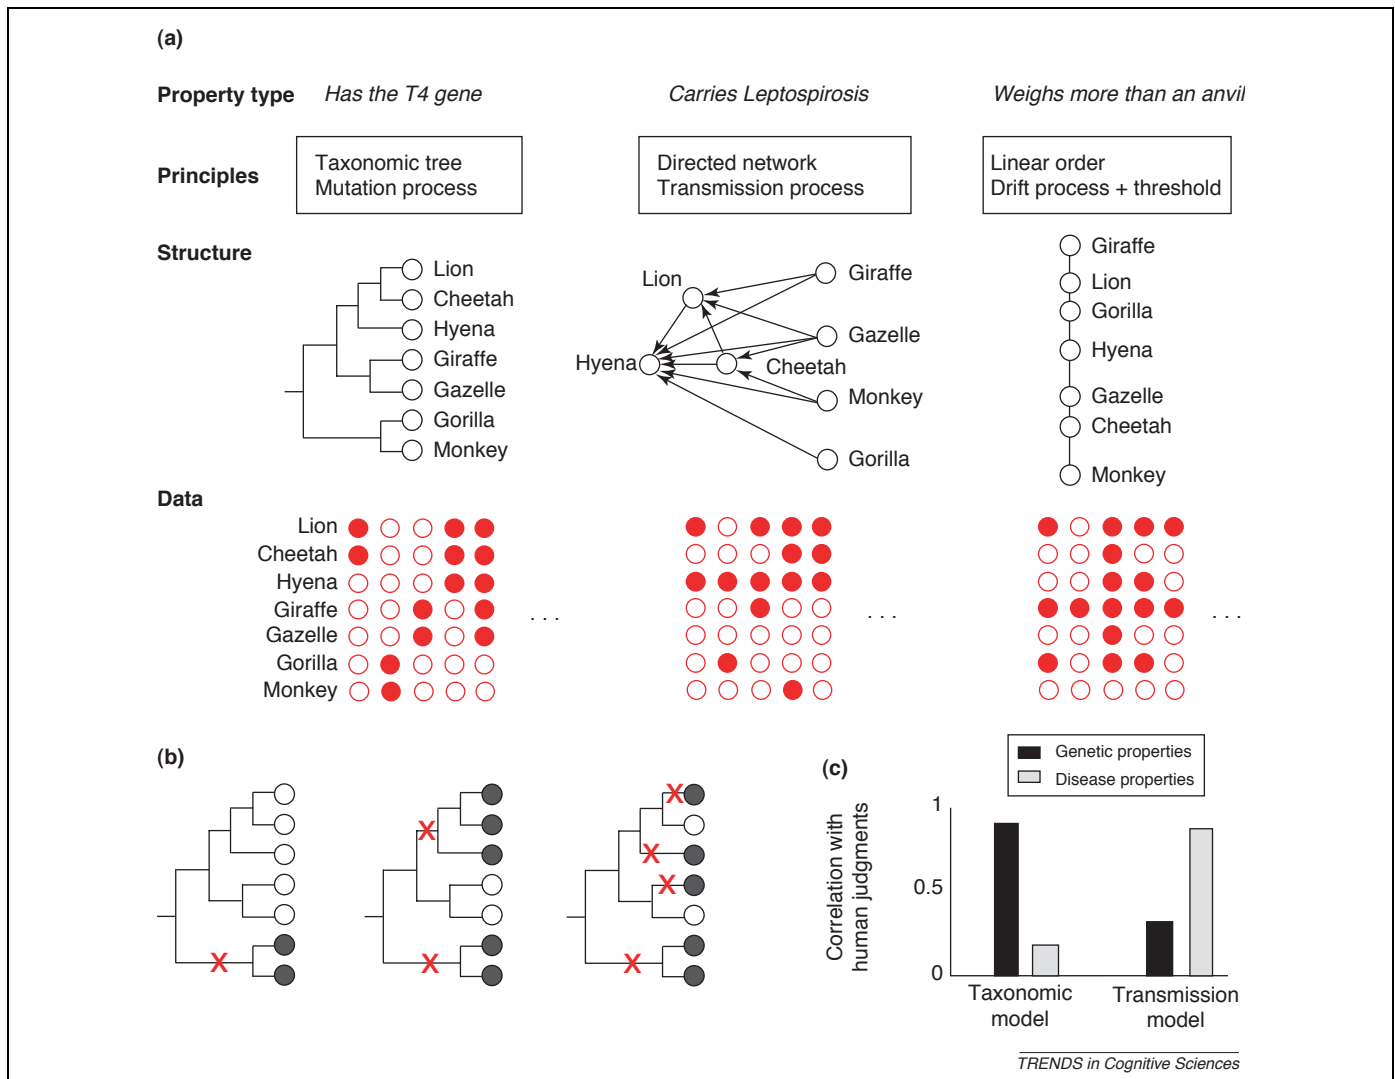 (a)
Property type
Has the T4 gene
Carries Leptospirosis
Weighs more than an anvil
Principles
Taxonomic tree
Mutation process
Directed network
Transmission process
Linear order
Drift process + threshold
Structure
Lion
Cheetah
Hyena
Giraffe
Gazelle
Gorilla
Monkey
Lion
Giraffe
Gazelle
Hyena
Cheetah
Monkey
Gorilla
Giraffe
Lion
Gorilla
Hyena
Gazelle
Cheetah
Monkey
Data
Lion
Cheetah
Hyena
Giraffe
Gazelle
Gorilla
Monkey
. . .
. . .
. . .
(b)
X
X
X
X
X
X
X
(c)
Genetic properties
Disease properties
Correlation with
human judgments
1
0.5
0
Taxonomic
model
Transmission
model
TRENDS in Cognitive Sciences